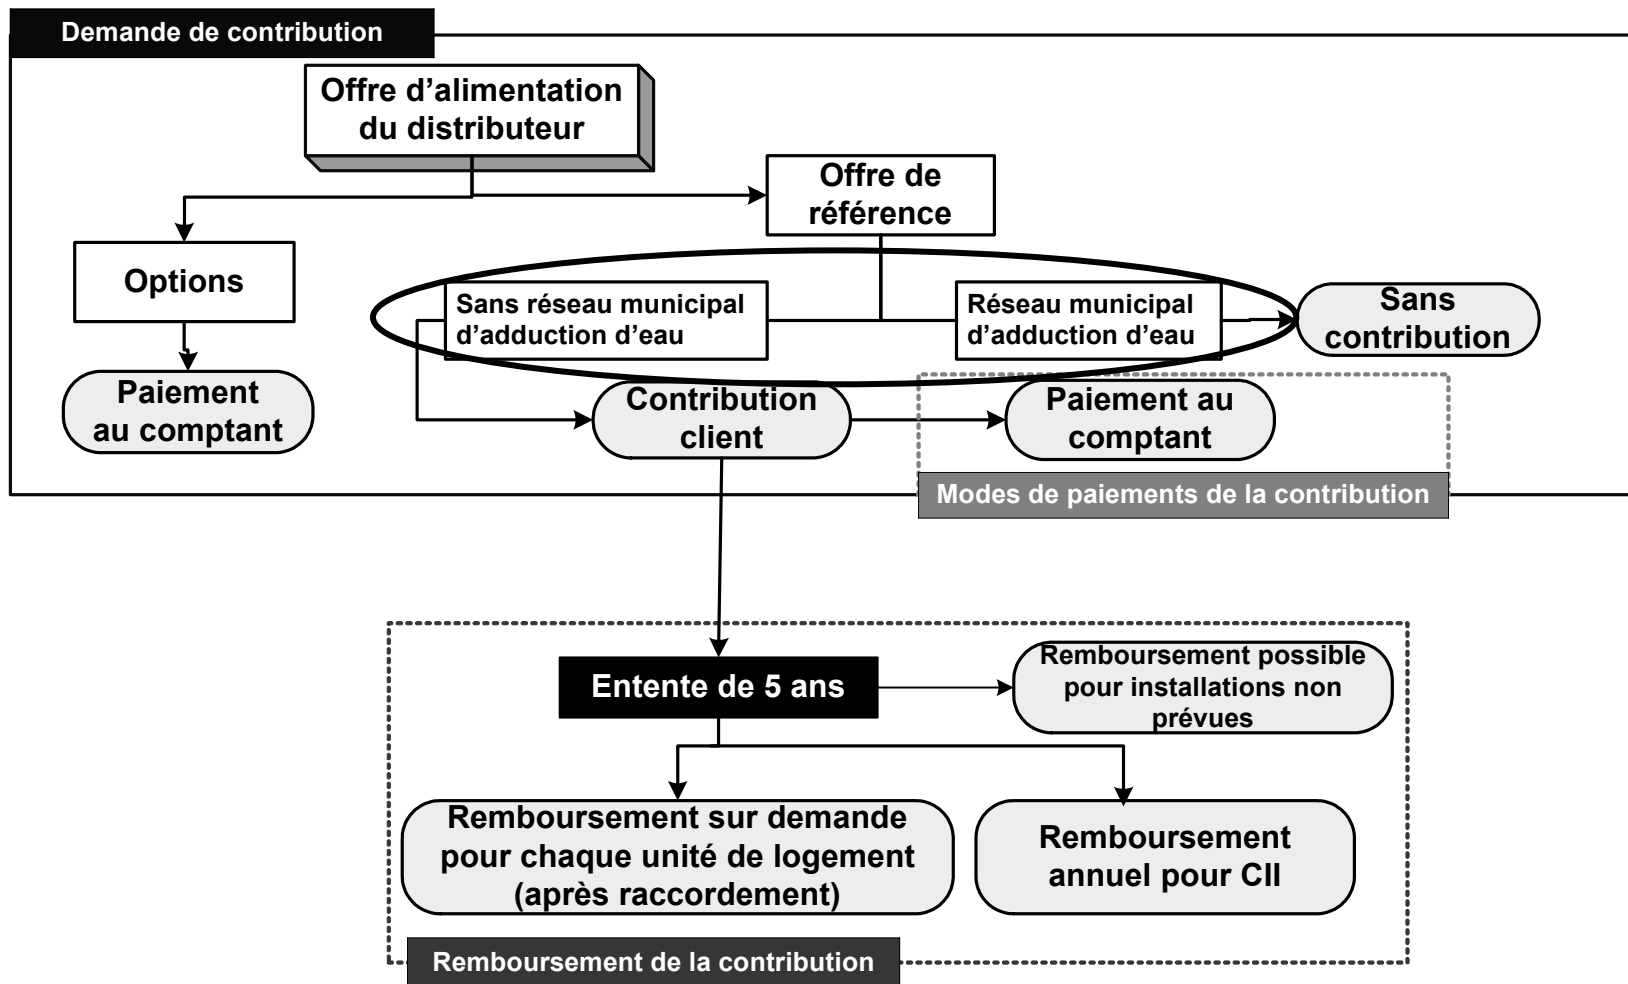 Demande de contribution
Offre d’alimentation
du distributeur
Offre de
référence
Options
Sans réseau municipal
d’adduction d’eau
Réseau municipal
d’adduction d’eau
Sans
contribution
Paiement
au comptant
Contribution
client
Paiement au
comptant
Modes de paiements de la contribution
Entente de 5 ans
Remboursement possible
pour installations non
prévues
Remboursement sur demande
pour chaque unité de logement
(après raccordement)
Remboursement
annuel pour CII
Remboursement de la contribution